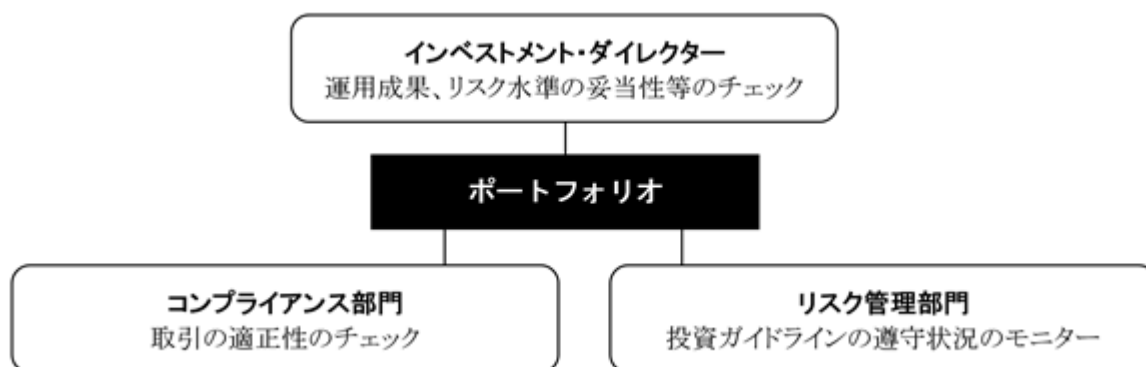 インベストメント・ダイレクター
運用成果、リスク水準の妥当性等のチェック
ポートフォリオ
コンプライアンス部門
取引の適正性のチェック
リスク管理部門
投資ガイドラインの遵守状況のモニター